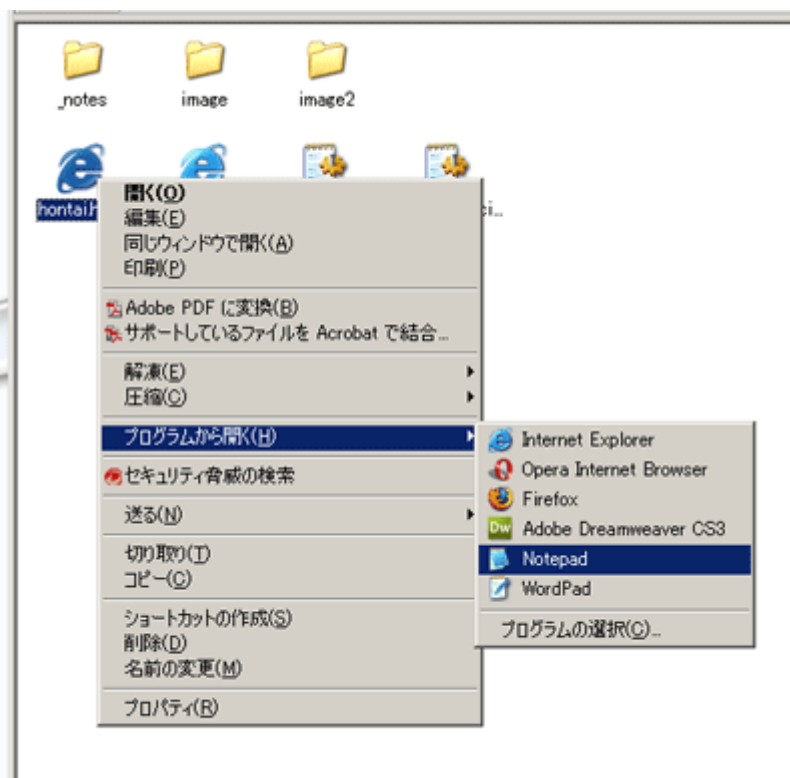 _notes
image
image2
hontai.h
ci...
開く(O)
編集(E)
同じウィンドウで開く(A)
印刷(P)
Adobe PDF に変換(B)
サポートしているファイルを Acrobat で結合...
解凍(E)
圧縮(C)
プログラムから開く(H)
Internet Explorer
Opera Internet Browser
Firefox
Dw Adobe Dreamweaver CS3
Notepad
WordPad
プログラムの選択(C)...
セキュリティ脅威の検索
送る(N)
切り取り(T)
コピー(C)
ショートカットの作成(S)
削除(D)
名前の変更(M)
プロパティ(R)